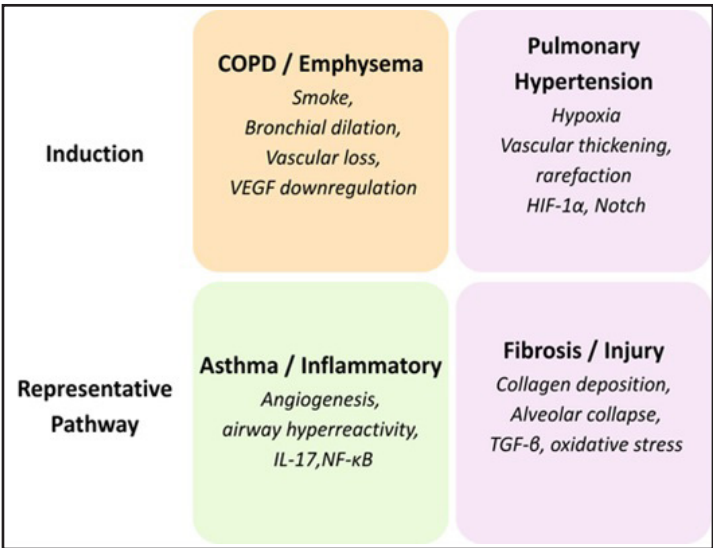 Induction
COPD / Emphysema
Smoke,
Bronchial dilation,
Vascular loss,
VEGF downregulation
Pulmonary
Hypertension
Hypoxia
Vascular thickening,
rarefaction
HIF-1α, Notch
Representative
Pathway
Asthma / Inflammatory
Angiogenesis,
airway hyperreactivity,
IL-17,NF-κB
Fibrosis / Injury
Collagen deposition,
Alveolar collapse,
TGF-β, oxidative stress